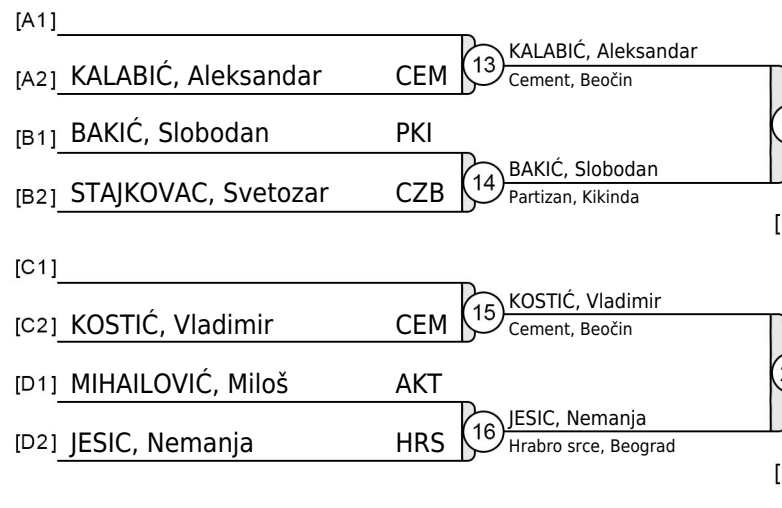 [A1]
13 KALABIĆ, Aleksandar
[A2] KALABIĆ, Aleksandar CEM
Cement, Beočin
[B1] BAKIĆ, Slobodan PKI
14 BAKIĆ, Slobodan
[B2] STAJKOVAC, Svetozar CZB
Partizan, Kikinda
[
[C1]
15 KOSTIĆ, Vladimir
[C2] KOSTIĆ, Vladimir CEM
Cement, Beočin
[D1] MIHAILOVIĆ, Miloš AKT
16 JESIC, Nemanja
[D2] JESIC, Nemanja HRS
Hrabro srce, Beograd
[